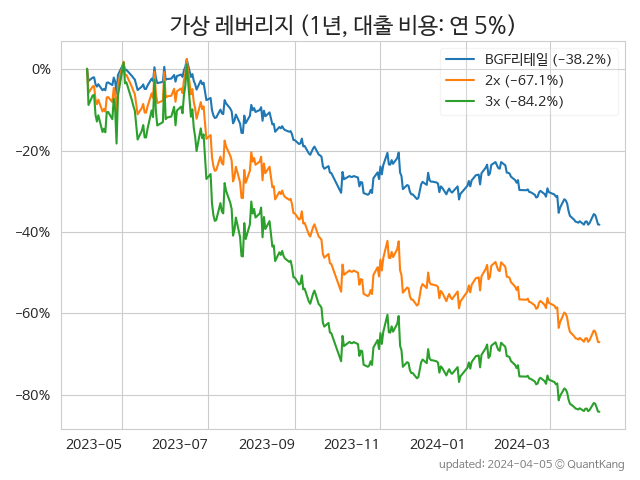 가상 레버리지 (1년, 대출 비용: 연 5%)
BGF리테일 (−38.2%)
2x (−67.1%)
3x (−84.2%)
0%
−20%
−40%
−60%
−80%
2023-05 2023-07 2023-09 2023-11 2024-01 2024-03
updated: 2024-04-05 © QuantKang